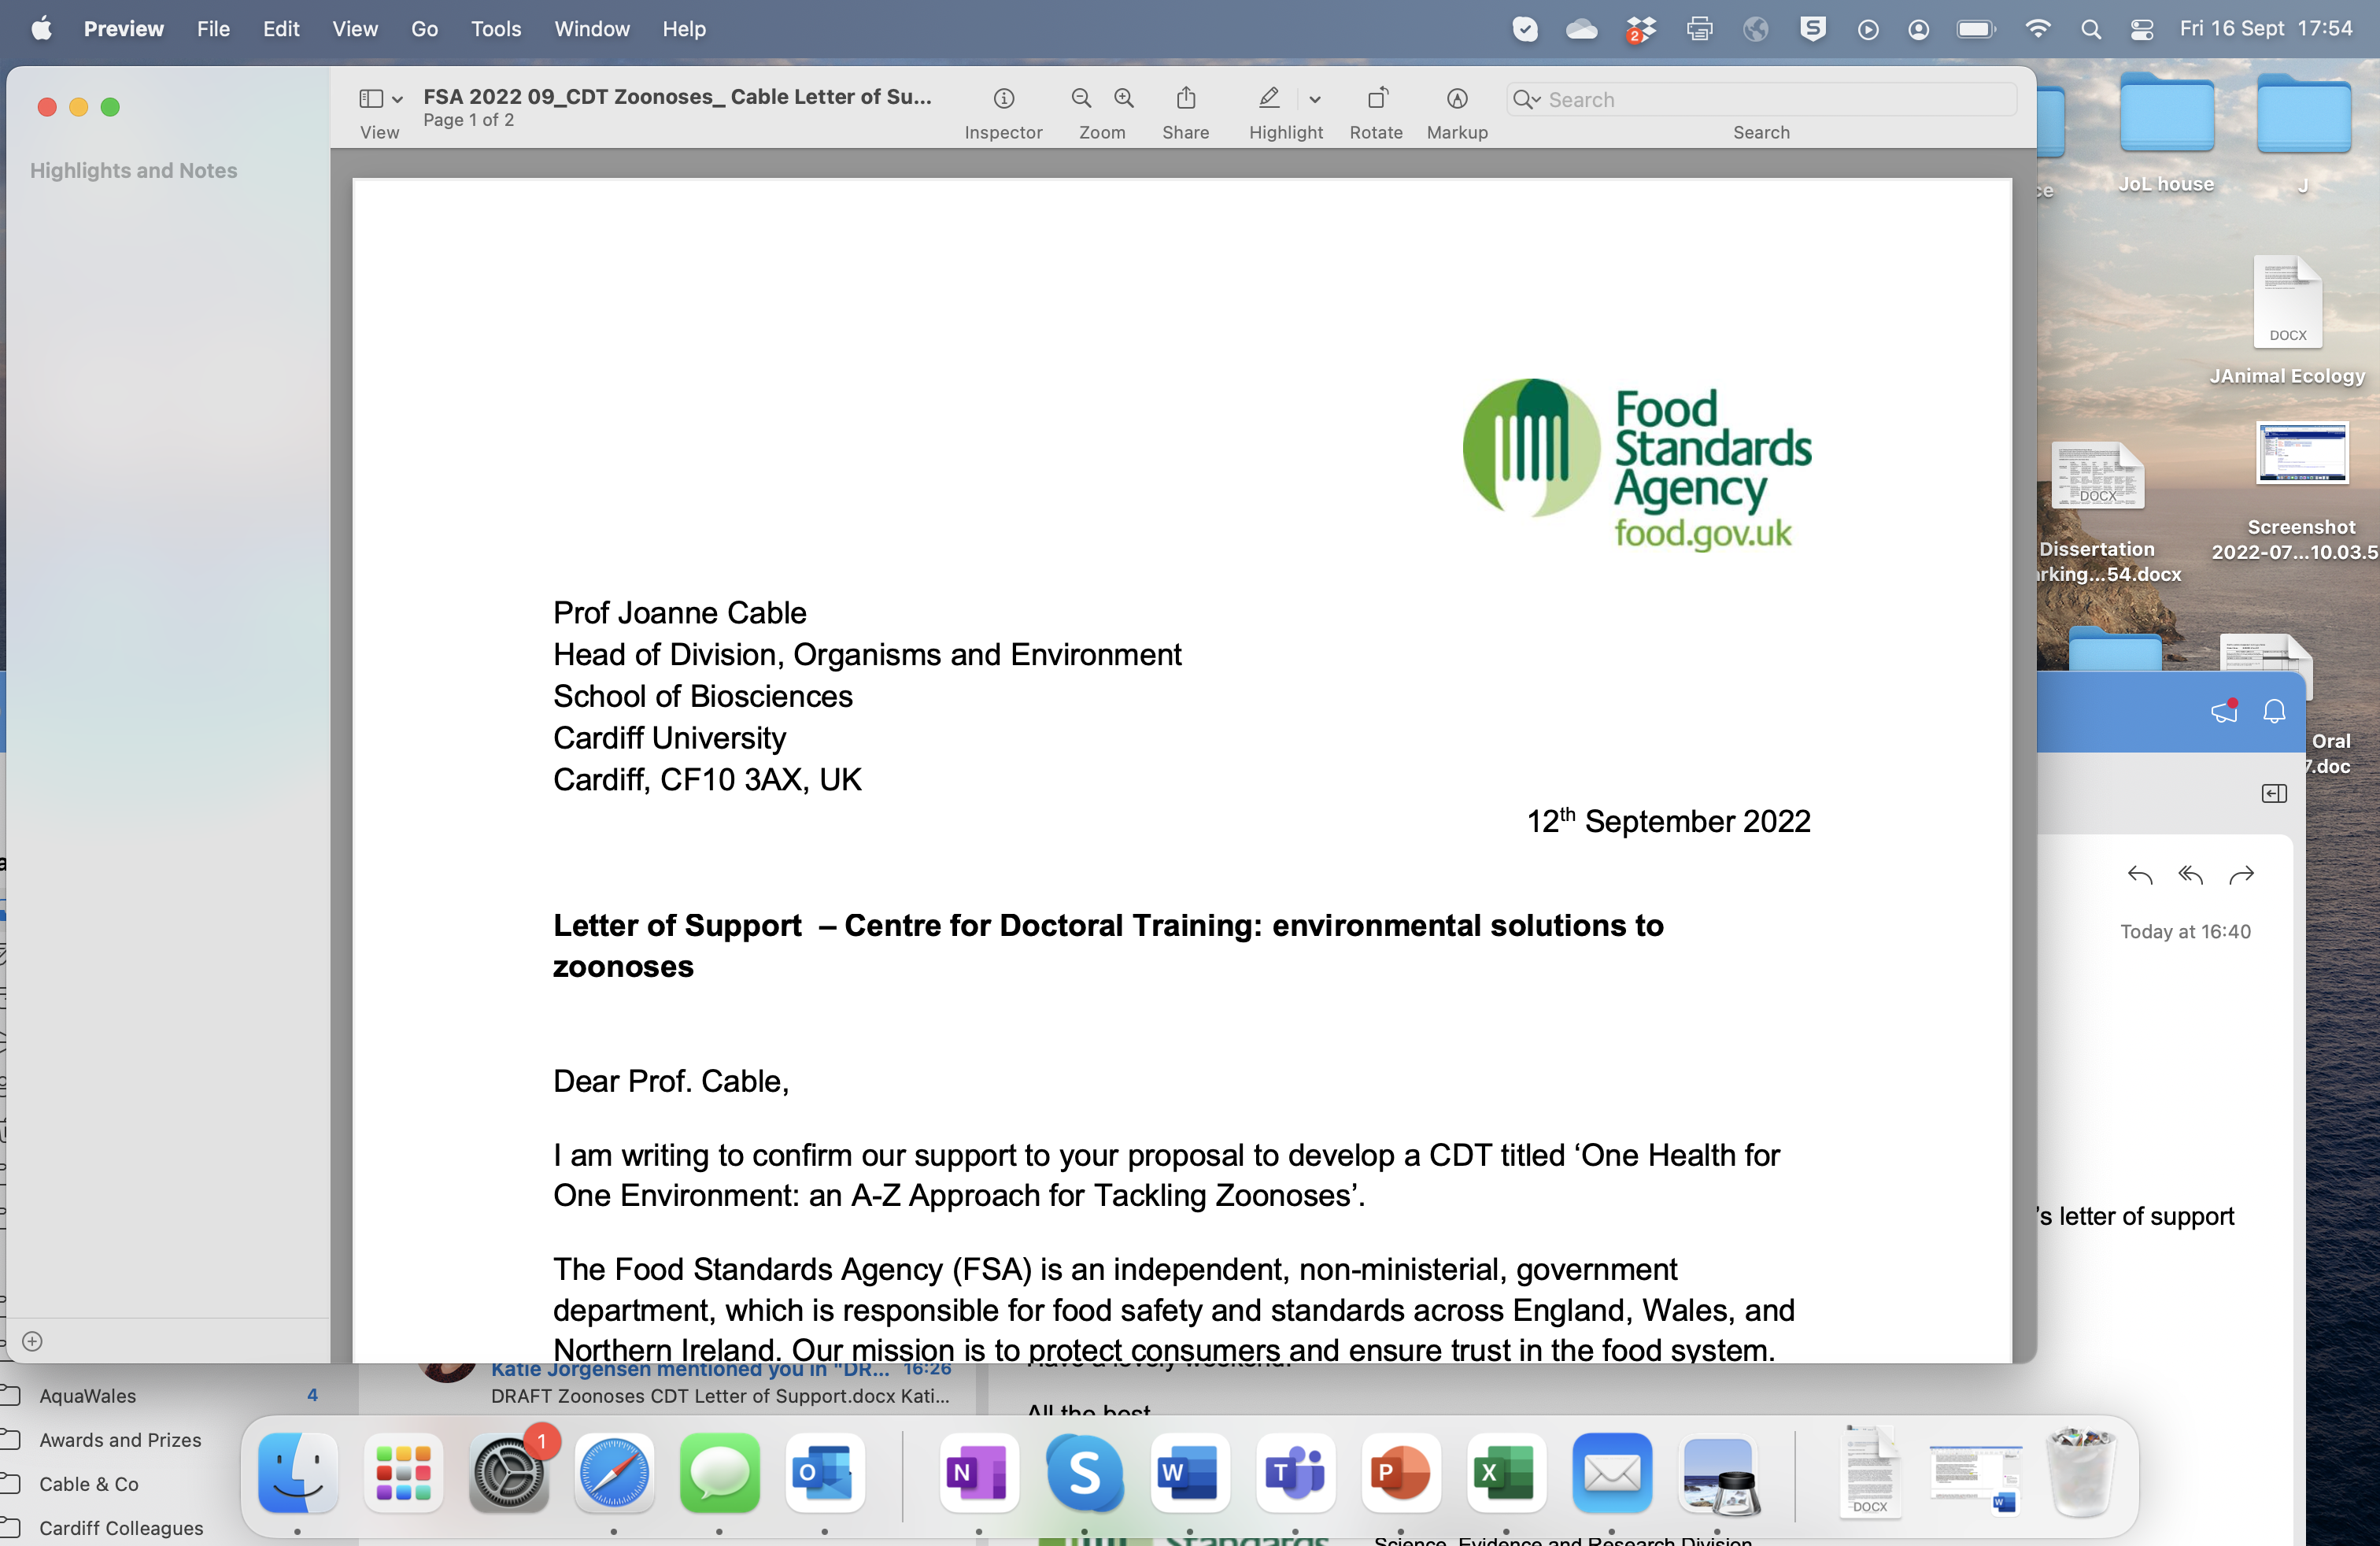 Preview File Edit View Go Tools Window Help
2
Fri 16 Sept 17:54
FSA 2022 09_CDT Zoonoses_ Cable Letter of Su...
Page 1 of 2
View
Inspector
Zoom
Share
Highlight
Rotate
Markup
Search
Search
Highlights and Notes
Food
Standards
Agency
food.gov.uk
Prof Joanne Cable
Head of Division, Organisms and Environment
School of Biosciences
Cardiff University
Cardiff, CF10 3AX, UK
12th September 2022
Letter of Support – Centre for Doctoral Training: environmental solutions to
zoonoses
Dear Prof. Cable,
I am writing to confirm our support to your proposal to develop a CDT titled ‘One Health for
One Environment: an A-Z Approach for Tackling Zoonoses’.
The Food Standards Agency (FSA) is an independent, non-ministerial, government
department, which is responsible for food safety and standards across England, Wales, and
Northern Ireland. Our mission is to protect consumers and ensure trust in the food system.
JoL house
J
DOCX
JAnimal Ecology
DOCX
Dissertation
arking...54.docx
Screenshot
2022-07...10.03.5
Oral
7.doc
Today at 16:40
's letter of support
Katie Jorgensen mentioned you in "DR... 16:26
DRAFT Zoonoses CDT Letter of Support.docx Kati...
Have a lovely weekend.
All the best
AquaWales 4
Awards and Prizes
Cable & Co
Cardiff Colleagues
1
DOCX
Standards
Science, Evidence and Research Division